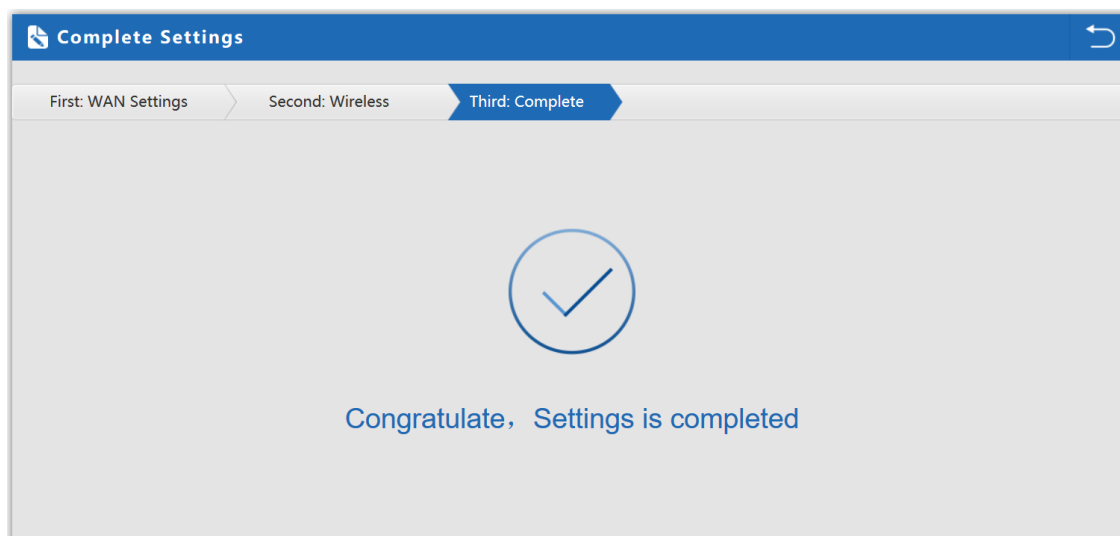 Complete Settings
First: WAN Settings Second: Wireless Third: Complete
Congratulate，Settings is completed